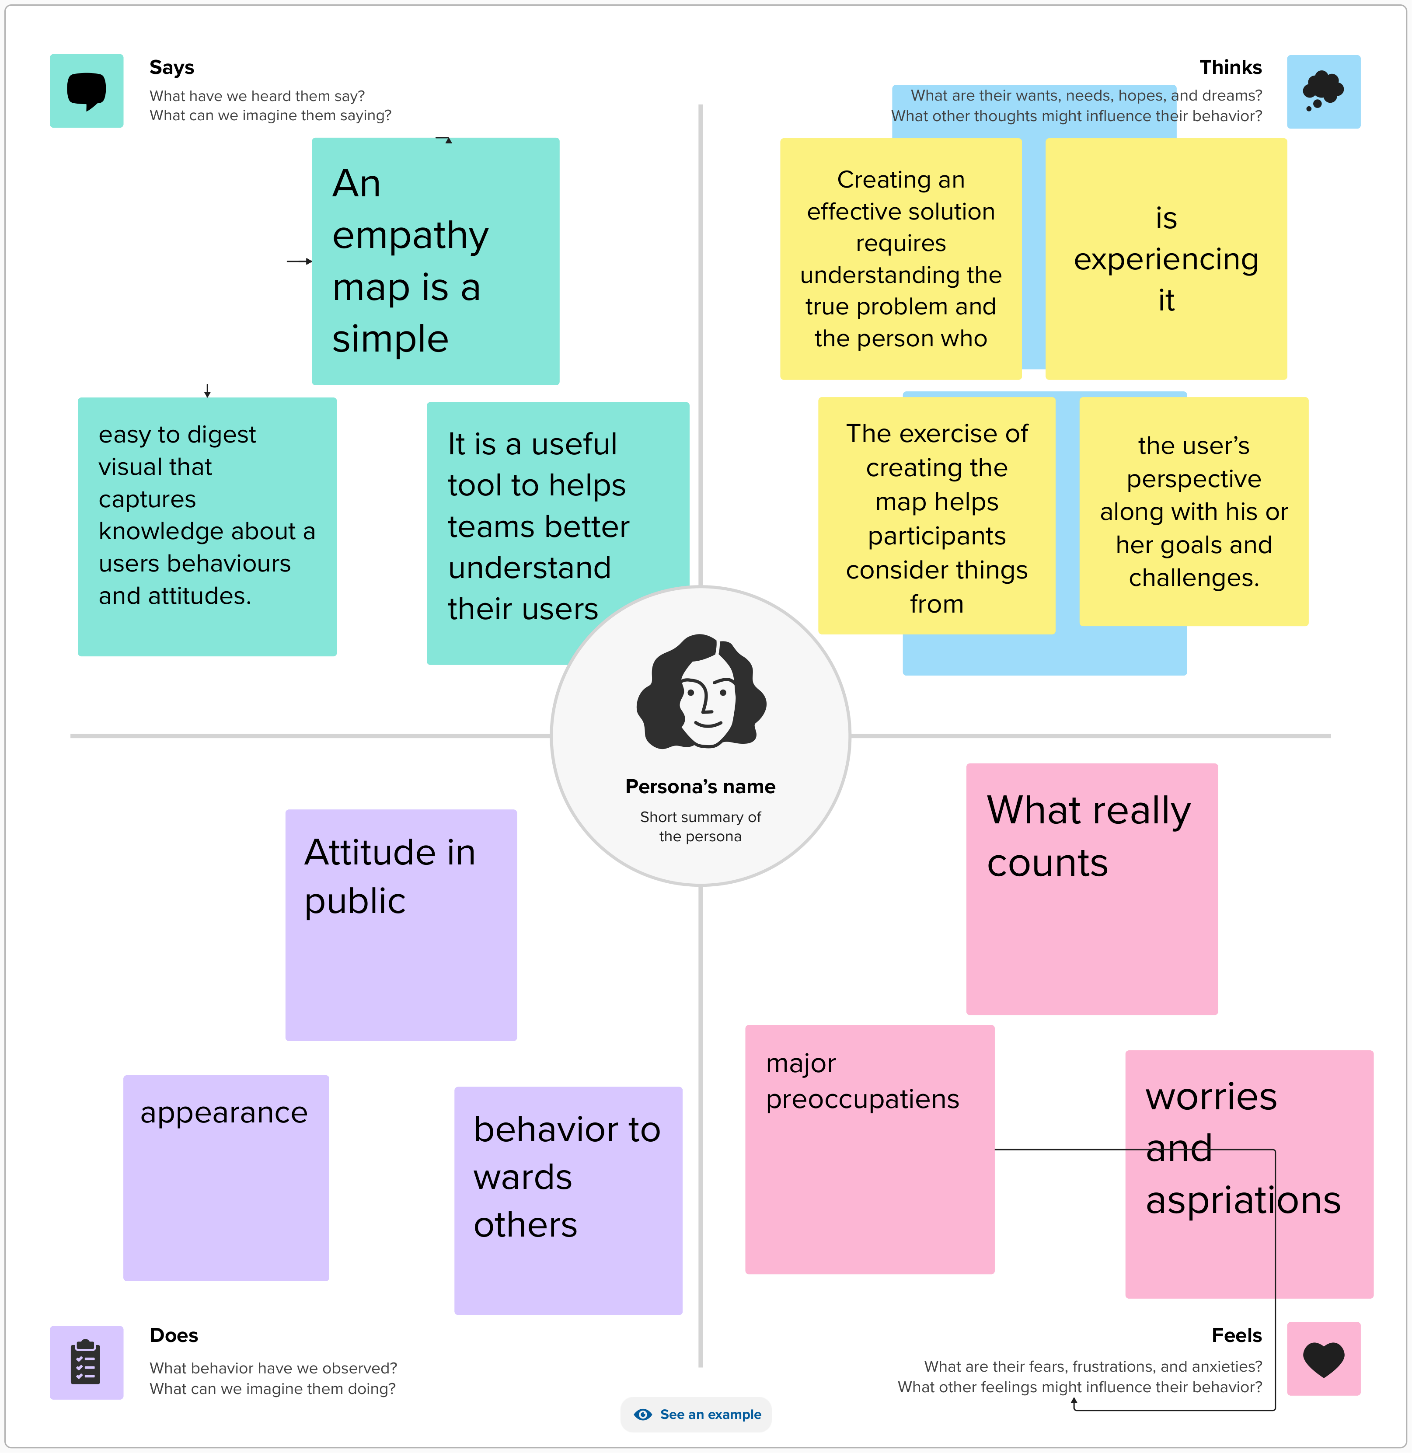 Says
What have we heard them say?
What can we imagine them saying?
An
empathy
map is a
simple
easy to digest
visual that
captures
knowledge about a
users behaviours
and attitudes.
It is a useful
tool to helps
teams better
understand
their users
Thinks
What are their wants, needs, hopes, and dreams?
What other thoughts might influence their behavior?
Creating an
effective solution
requires
understanding the
true problem and
the person who
is
experiencing
it
The exercise of
creating the
map helps
participants
consider things
from
the user’s
perspective
along with his or
her goals and
challenges.
Persona’s name
Short summary of
the persona
Attitude in
public
appearance
behavior to
wards
others
Does
What behavior have we observed?
What can we imagine them doing?
What really
counts
major
preoccupatiens
worries
and
aspriations
Feels
What are their fears, frustrations, and anxieties?
What other feelings might influence their behavior?
See an example